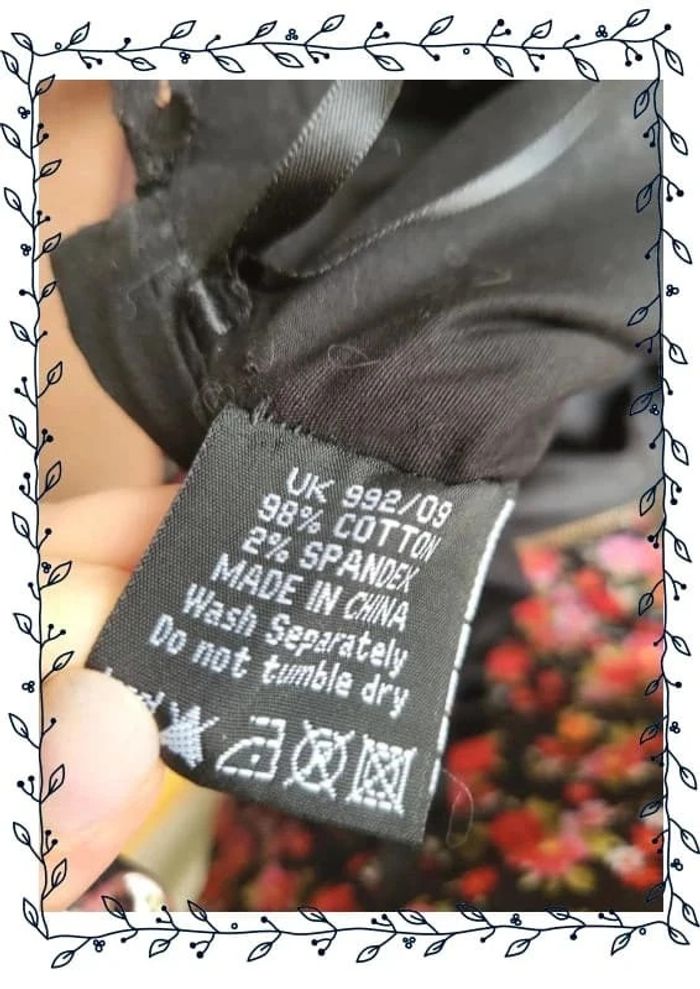 UK 992/09
98% COTTON
2% SPANDEX
MADE IN CHINA
Wash Separately
Do not tumble dry